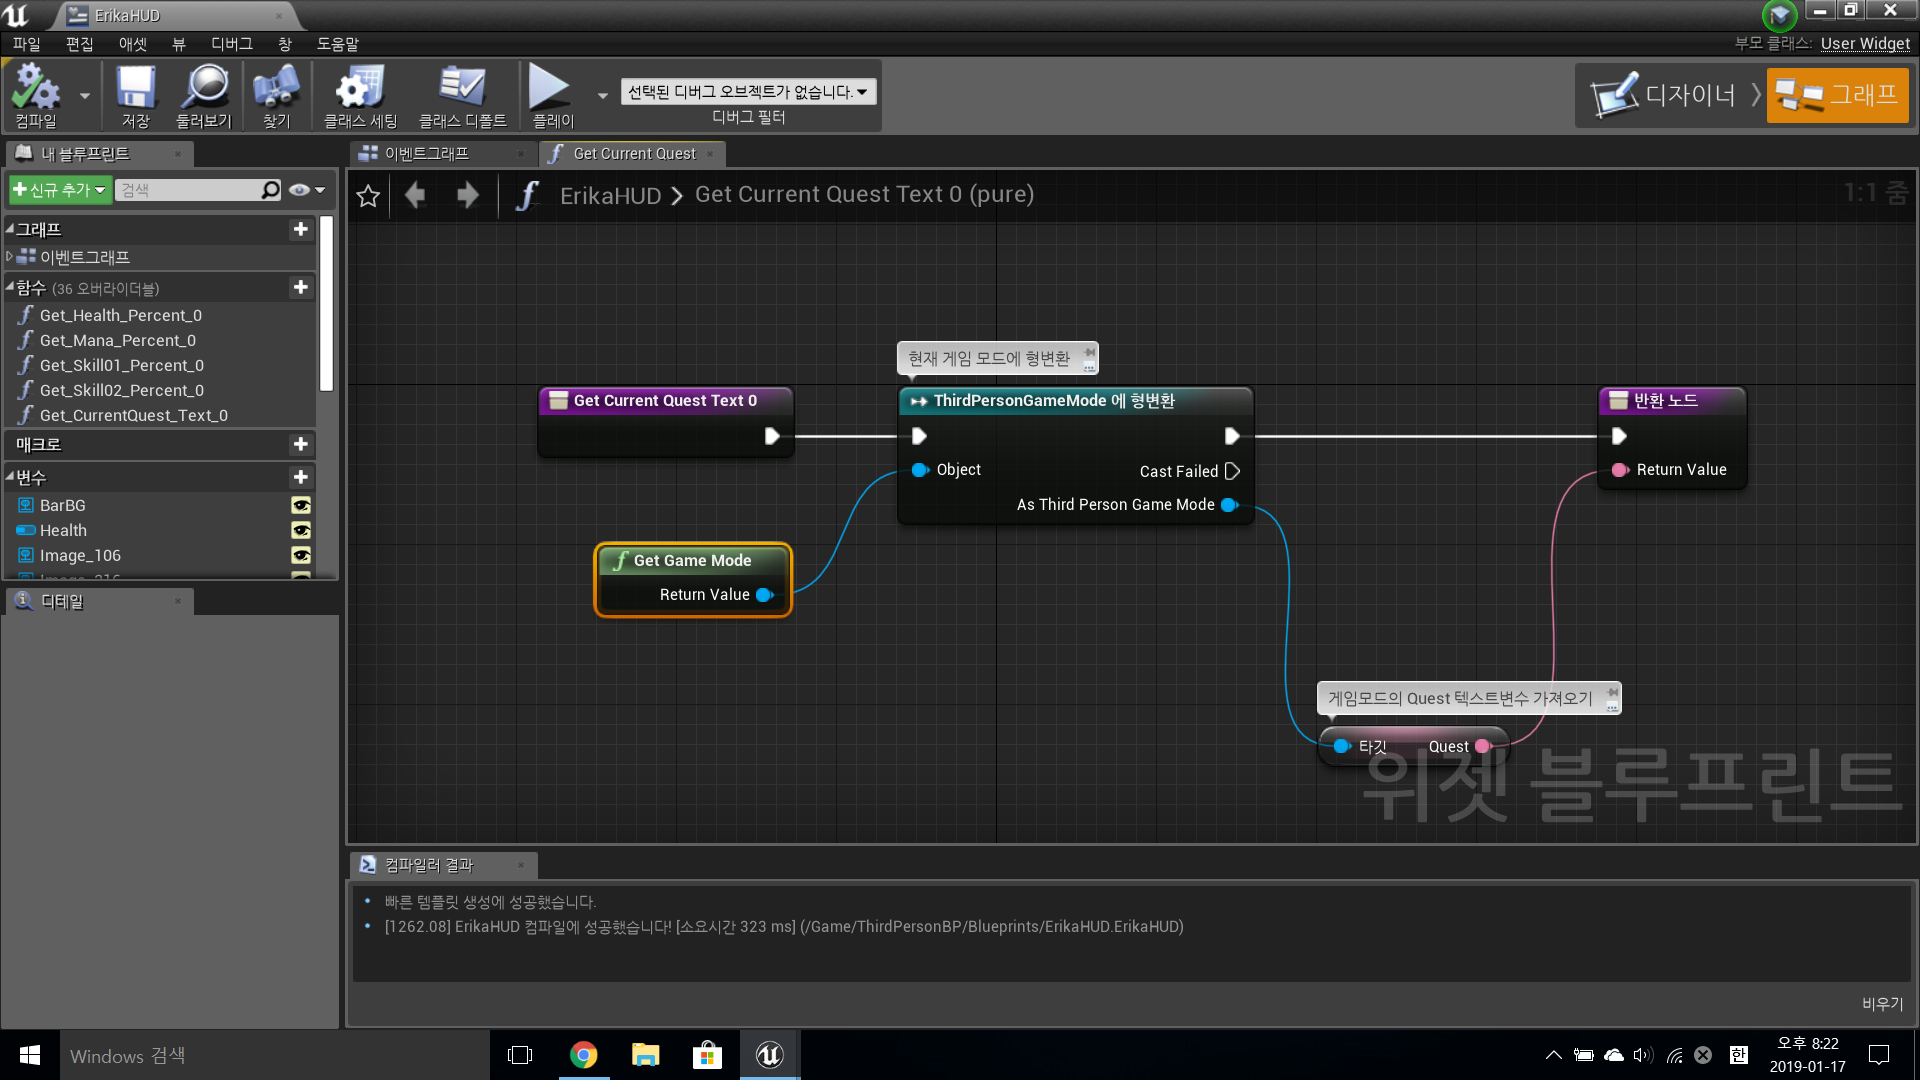 ErikaHUD
파일 편집 애셋 뷰 디버그 창 도움말
부모 클래스: User Widget
컴파일 저장 둘러보기 찾기 클래스 세팅 클래스 디폴트 플레이
선택된 디버그 오브젝트가 없습니다.
디버그 필터
디자이너 그래프
내 블루프린트
이벤트그래프
Get Current Quest
신규 추가
검색
ErikaHUD > Get Current Quest Text 0 (pure)
1:1 줌
그래프
이벤트그래프
함수 (36 오버라이더블)
Get_Health_Percent_0
Get_Mana_Percent_0
Get_Skill01_Percent_0
Get_Skill02_Percent_0
Get_CurrentQuest_Text_0
매크로
변수
BarBG
Health
Image_106
디테일
현재 게임 모드에 형변환
Get Current Quest Text 0
ThirdPersonGameMode 에 형변환
Object
Cast Failed
As Third Person Game Mode
반환 노드
Return Value
Get Game Mode
Return Value
게임모드의 Quest 텍스트변수 가져오기
타깃 Quest
위젯 블루프린트
컴파일러 결과
빠른 템플릿 생성에 성공했습니다.
[1262.08] ErikaHUD 컴파일에 성공했습니다! [소요시간 323 ms] (/Game/ThirdPersonBP/Blueprints/ErikaHUD.ErikaHUD)
비우기
Windows 검색
한
오후 8:22
2019-01-17